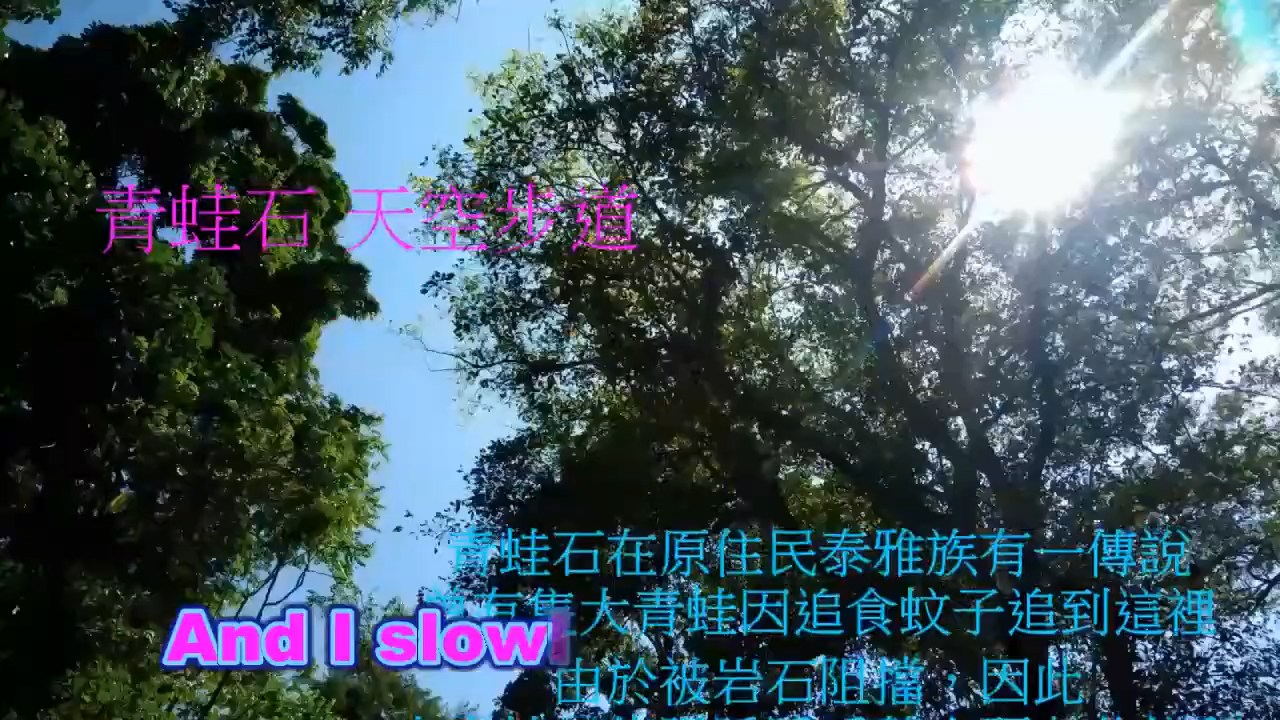 青蛙石 天空步道
青蛙石在原住民泰雅族有一傳說
隻大青蛙因追食蚊子追到這裡
And I slowl
由於被岩石阻擋，因此